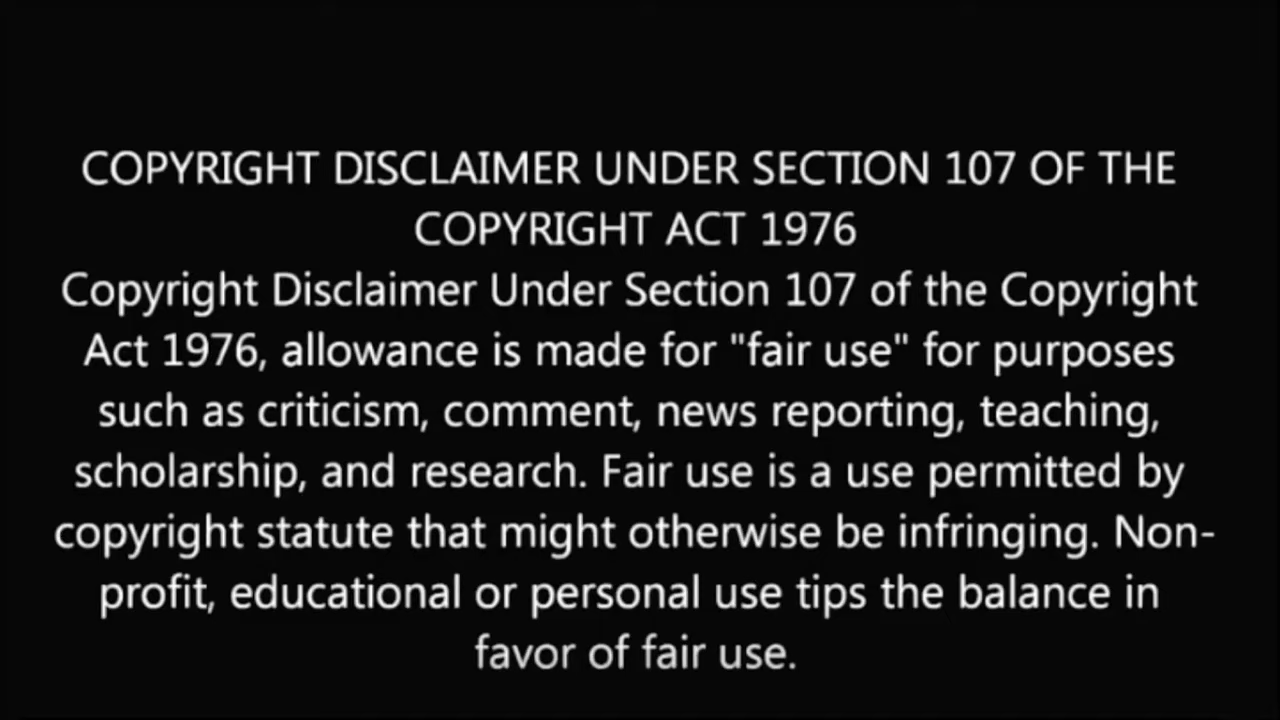 COPYRIGHT DISCLAIMER UNDER SECTION 107 OF THE
COPYRIGHT ACT 1976
Copyright Disclaimer Under Section 107 of the Copyright
Act 1976, allowance is made for "fair use" for purposes
such as criticism, comment, news reporting, teaching,
scholarship, and research. Fair use is a use permitted by
copyright statute that might otherwise be infringing. Non-
profit, educational or personal use tips the balance in
favor of fair use.